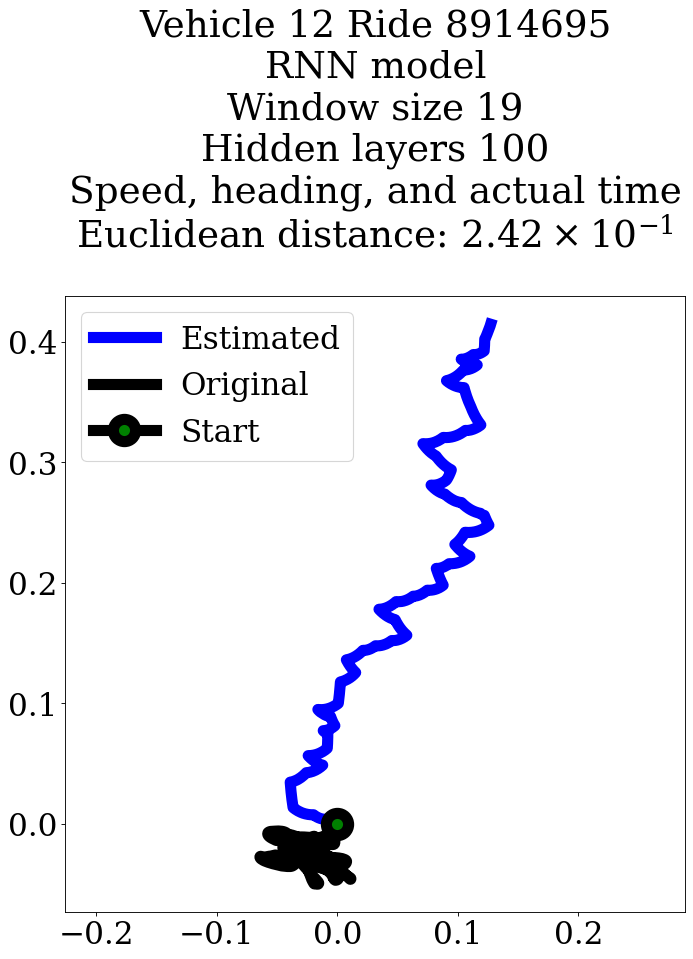 Vehicle 12 Ride 8914695
RNN model
Window size 19
Hidden layers 100
Speed, heading, and actual time
Euclidean distance: 2.42 × 10⁻¹
Estimated
Original
Start
0.4
0.3
0.2
0.1
0.0
−0.2
−0.1
0.0
0.1
0.2